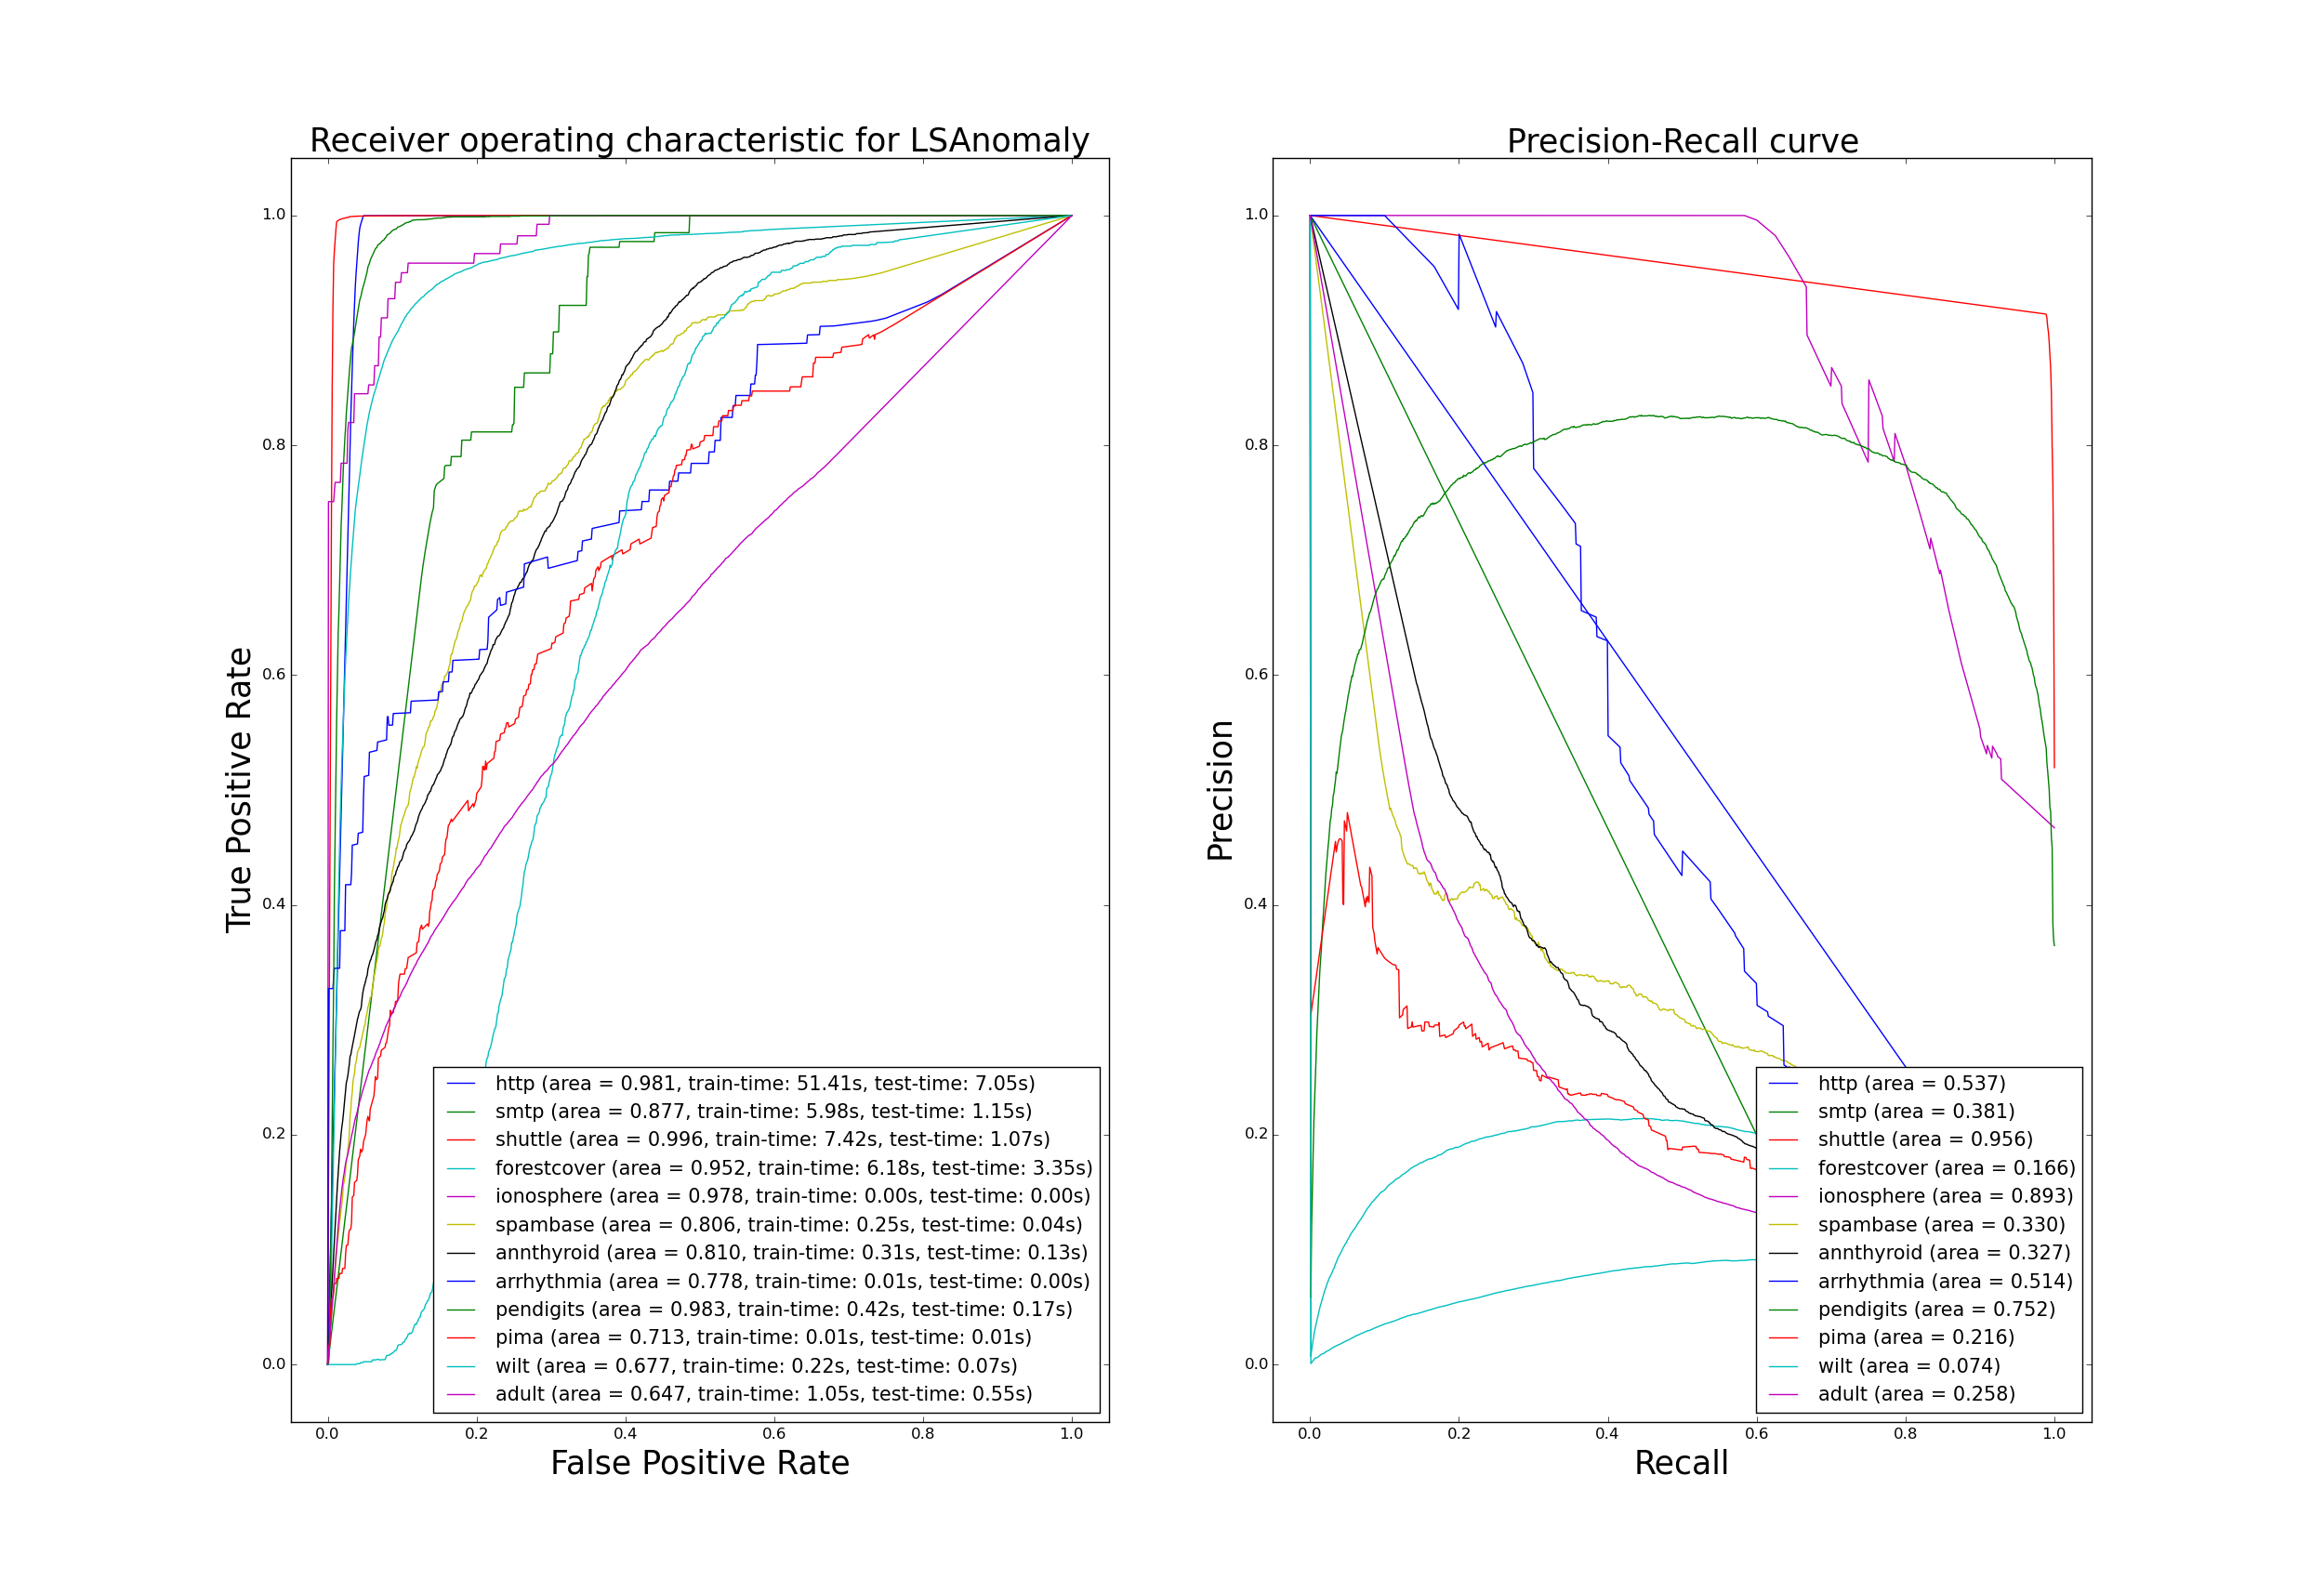 Receiver operating characteristic for LSAnomaly
True Positive Rate
1.0
0.8
0.6
0.4
0.2
0.0
http (area = 0.981, train-time: 51.41s, test-time: 7.05s)
smtp (area = 0.877, train-time: 5.98s, test-time: 1.15s)
shuttle (area = 0.996, train-time: 7.42s, test-time: 1.07s)
forestcover (area = 0.952, train-time: 6.18s, test-time: 3.35s)
ionosphere (area = 0.978, train-time: 0.00s, test-time: 0.00s)
spambase (area = 0.806, train-time: 0.25s, test-time: 0.04s)
annthyroid (area = 0.810, train-time: 0.31s, test-time: 0.13s)
arrhythmia (area = 0.778, train-time: 0.01s, test-time: 0.00s)
pendigits (area = 0.983, train-time: 0.42s, test-time: 0.17s)
pima (area = 0.713, train-time: 0.01s, test-time: 0.01s)
wilt (area = 0.677, train-time: 0.22s, test-time: 0.07s)
adult (area = 0.647, train-time: 1.05s, test-time: 0.55s)
0.0 0.2 0.4 0.6 0.8 1.0
False Positive Rate
Precision-Recall curve
Precision
1.0
0.8
0.6
0.4
0.2
0.0
http (area = 0.537)
smtp (area = 0.381)
shuttle (area = 0.956)
forestcover (area = 0.166)
ionosphere (area = 0.893)
spambase (area = 0.330)
annthyroid (area = 0.327)
arrhythmia (area = 0.514)
pendigits (area = 0.752)
pima (area = 0.216)
wilt (area = 0.074)
adult (area = 0.258)
0.0 0.2 0.4 0.6 0.8 1.0
Recall